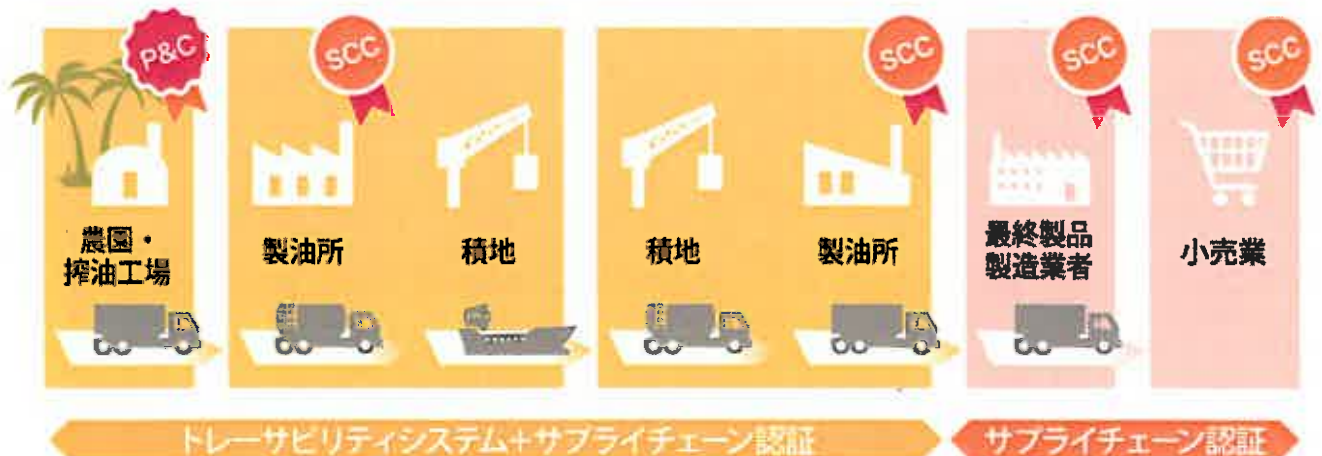 P&C
SCC
SCC
SCC
SCC
農園・
搾油工場
製油所
積地
積地
製油所
最終製品
製造業者
小売業
トレーサビリティシステム+サプライチェーン認証
サプライチェーン認証